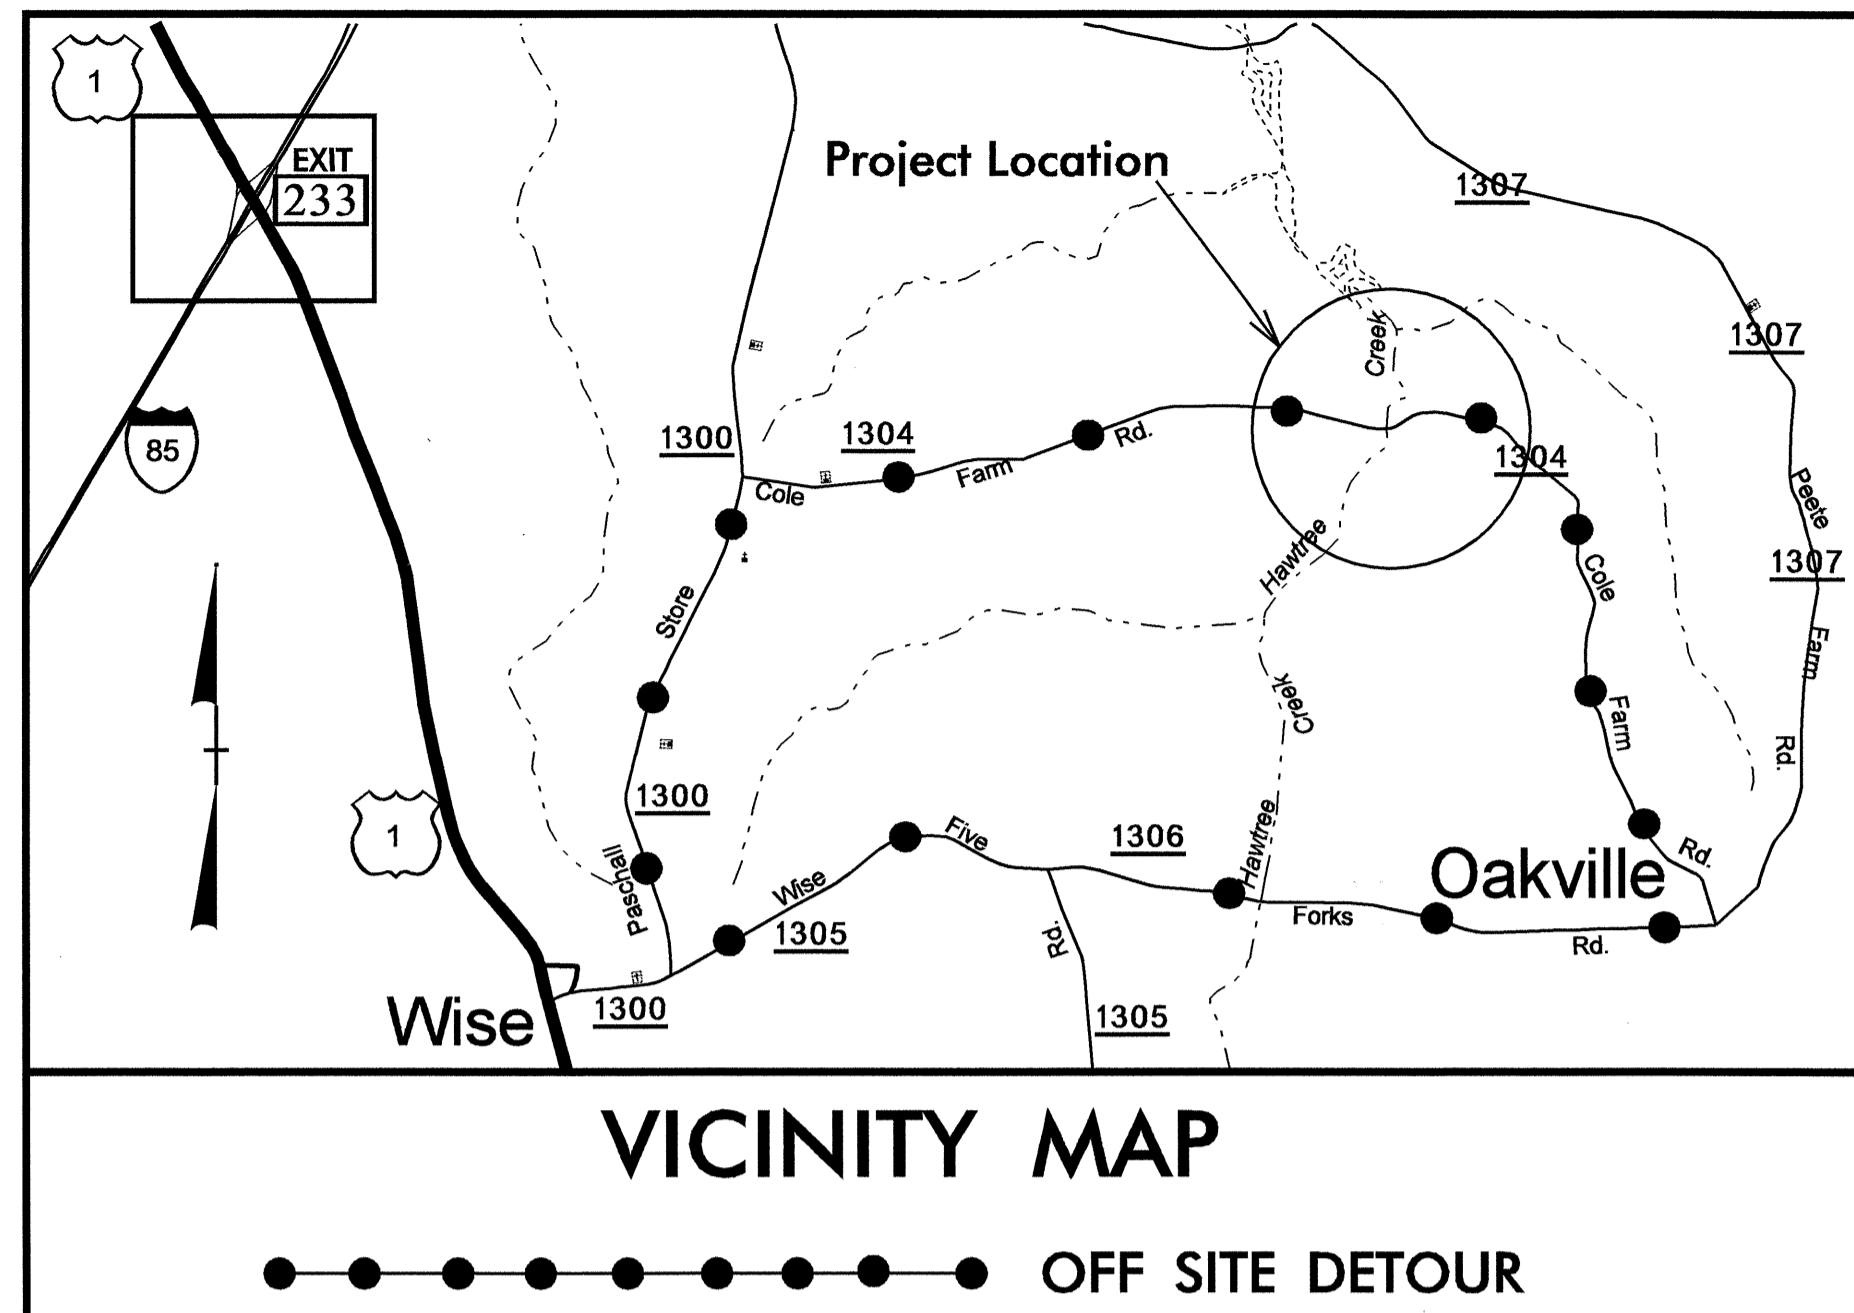 1
EXIT
233
Project Location
1307
1307
Creek
85
1300
1304
Cole
Farm
Rd.
1304
Peete
1307
Farm
Rd.
Hawtree
Creek
Cole
Farm
Rd.
Store
1300
Paschall
1
Wise
1305
Five
1306
Hawtree
Forks
Rd.
Oakville
Rd.
1305
1300
Wise
VICINITY MAP
OFF SITE DETOUR